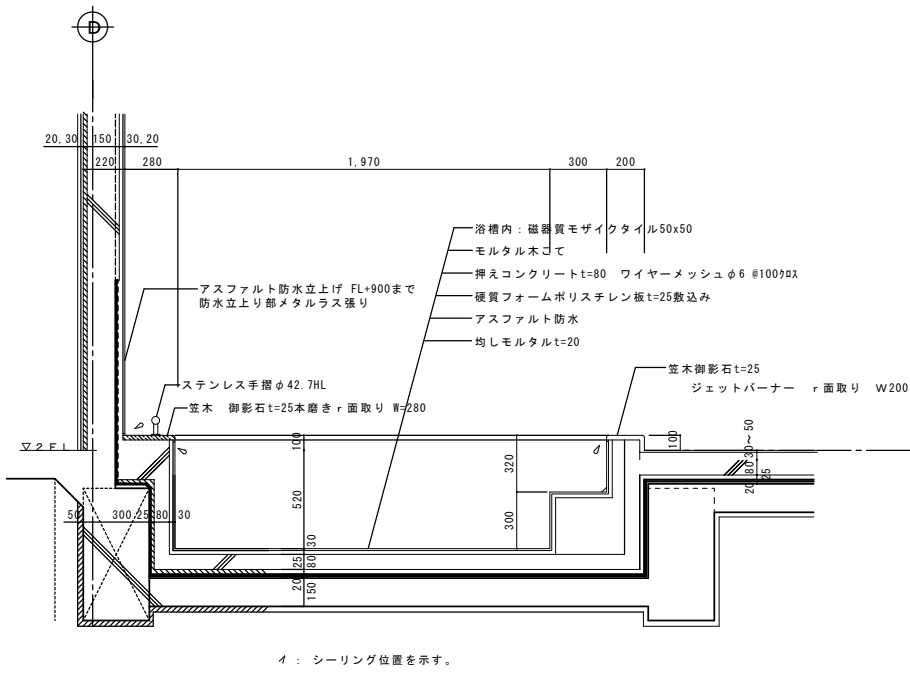 D
20, 30 150 30, 20
220 280 1, 970 300 200
浴槽内：磁器質モザイクタイル50x50
モルタル木こて
押えコンクリートt=80 ワイヤーメッシュφ6 @100ｸﾛｽ
硬質フォームポリスチレン板t=25敷込み
アスファルト防水
均しモルタルt=20
アスファルト防水立上げ FL+900まで
防水立上り部メタルラス張り
笠木御影石t=25
ジェットバーナー r面取り W200
ステンレス手摺φ42.7HL
笠木 御影石t=25本磨きr面取り W=280
▽2FL
100
520
30
80
25
20
150
320
300
100
30〜50
80
20
25
50 300 25 80 30
： シーリング位置を示す。